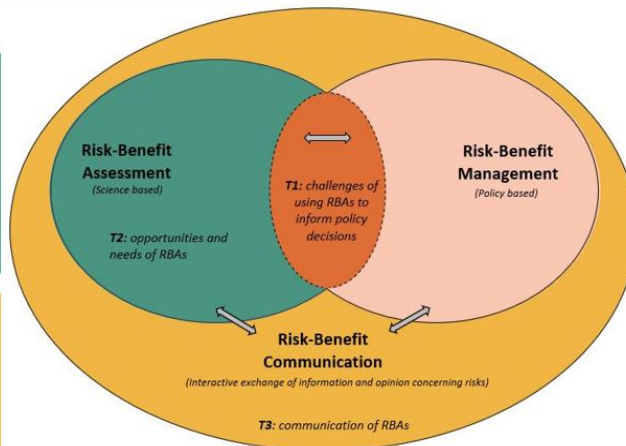 Risk-Benefit
Assessment
(Science based)
T2: opportunities and
needs of RBAs
T1: challenges of
using RBAs to
inform policy
decisions
Risk-Benefit
Management
(Policy based)
Risk-Benefit
Communication
(Interactive exchange of information and opinion concerning risks)
T3: communication of RBAs